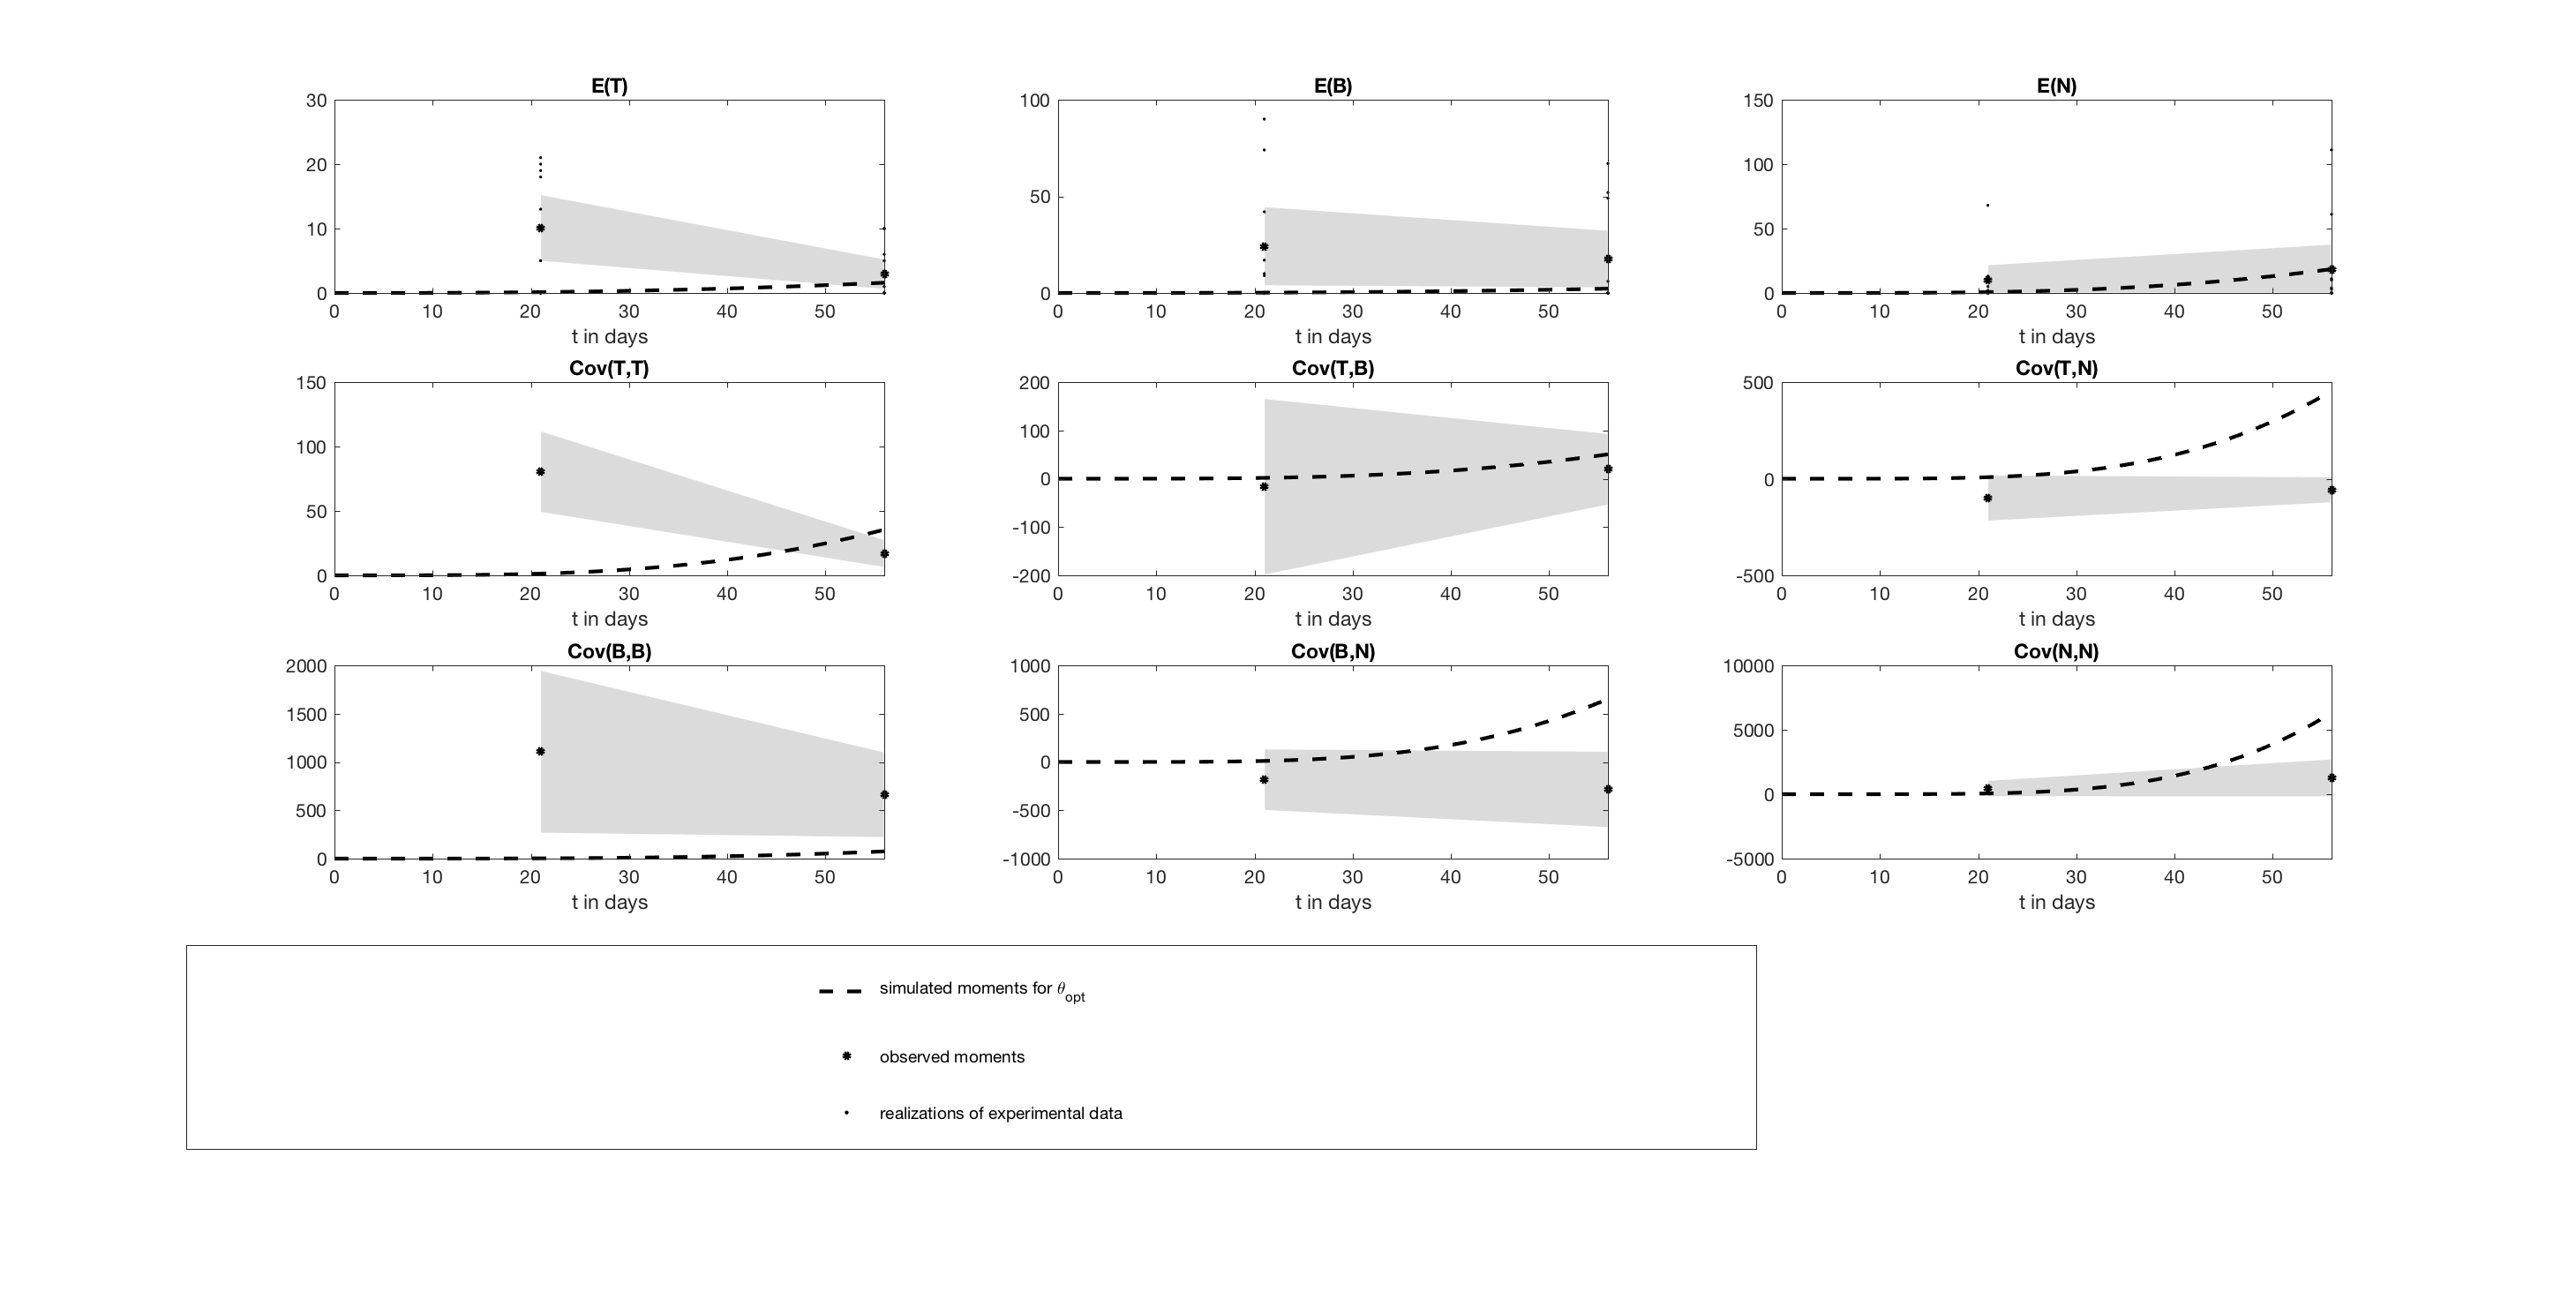 E(T) E(B) E(N)
30 100 150
20 50 100
10 50
0 0 0
0 10 20 30 40 50 0 10 20 30 40 50 0 10 20 30 40 50
t in days t in days t in days
Cov(T,T) Cov(T,B) Cov(T,N)
150 200 500
100 100
50 0 0
-100
0 -200 -500
0 10 20 30 40 50 0 10 20 30 40 50 0 10 20 30 40 50
t in days t in days t in days
Cov(B,B) Cov(B,N) Cov(N,N)
2000 1000 10000
1500 500 5000
1000 0 0
500 -500
0 -1000 -5000
0 10 20 30 40 50 0 10 20 30 40 50 0 10 20 30 40 50
t in days t in days t in days
simulated moments for θopt
observed moments
realizations of experimental data